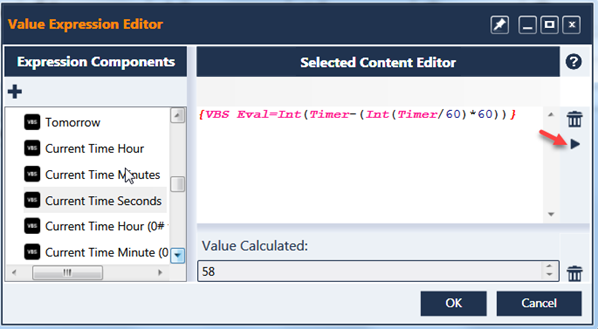 Value Expression Editor
Expression Components
Selected Content Editor
VBS Tomorrow
VBS Current Time Hour
VBS Current Time Minutes
VBS Current Time Seconds
VBS Current Time Hour (0#
VBS Current Time Minute (0
{VBS Eval=Int(Timer-(Int(Timer/60)*60))}
Value Calculated:
58
OK
Cancel